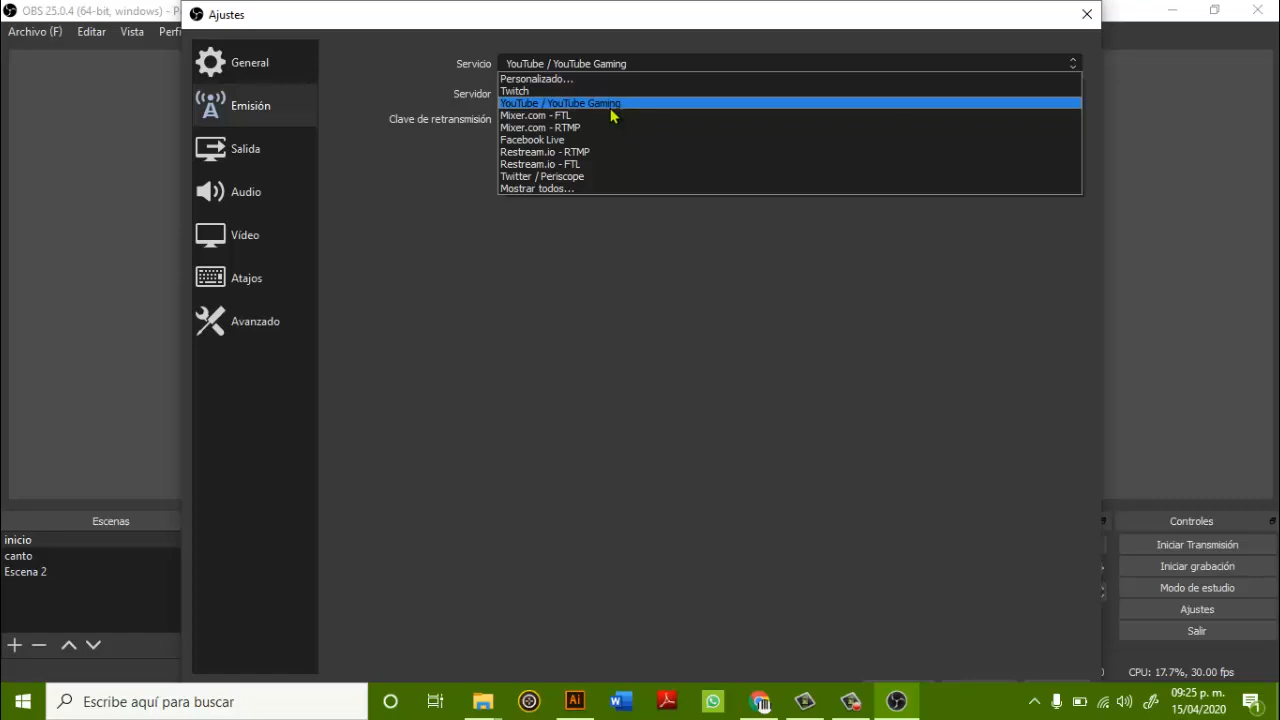 OBS 25.0.4 (64-bit, windows) - P
Ajustes
Archivo (F) Editar Vista Perfi
General
Emisión
Salida
Audio
Vídeo
Atajos
Avanzado
Servicio YouTube / YouTube Gaming
Servidor
Clave de retransmisión
Personalizado...
Twitch
YouTube / YouTube Gaming
Mixer.com - FTL
Mixer.com - RTMP
Facebook Live
Restream.io - RTMP
Restream.io - FTL
Twitter / Periscope
Mostrar todos...
Escenas
inicio
canto
Escena 2
Controles
Iniciar Transmisión
Iniciar grabación
Modo de estudio
Ajustes
Salir
0 CPU: 17.7%, 30.00 fps
Escribe aquí para buscar
Ai
09:25 p. m.
15/04/2020
1